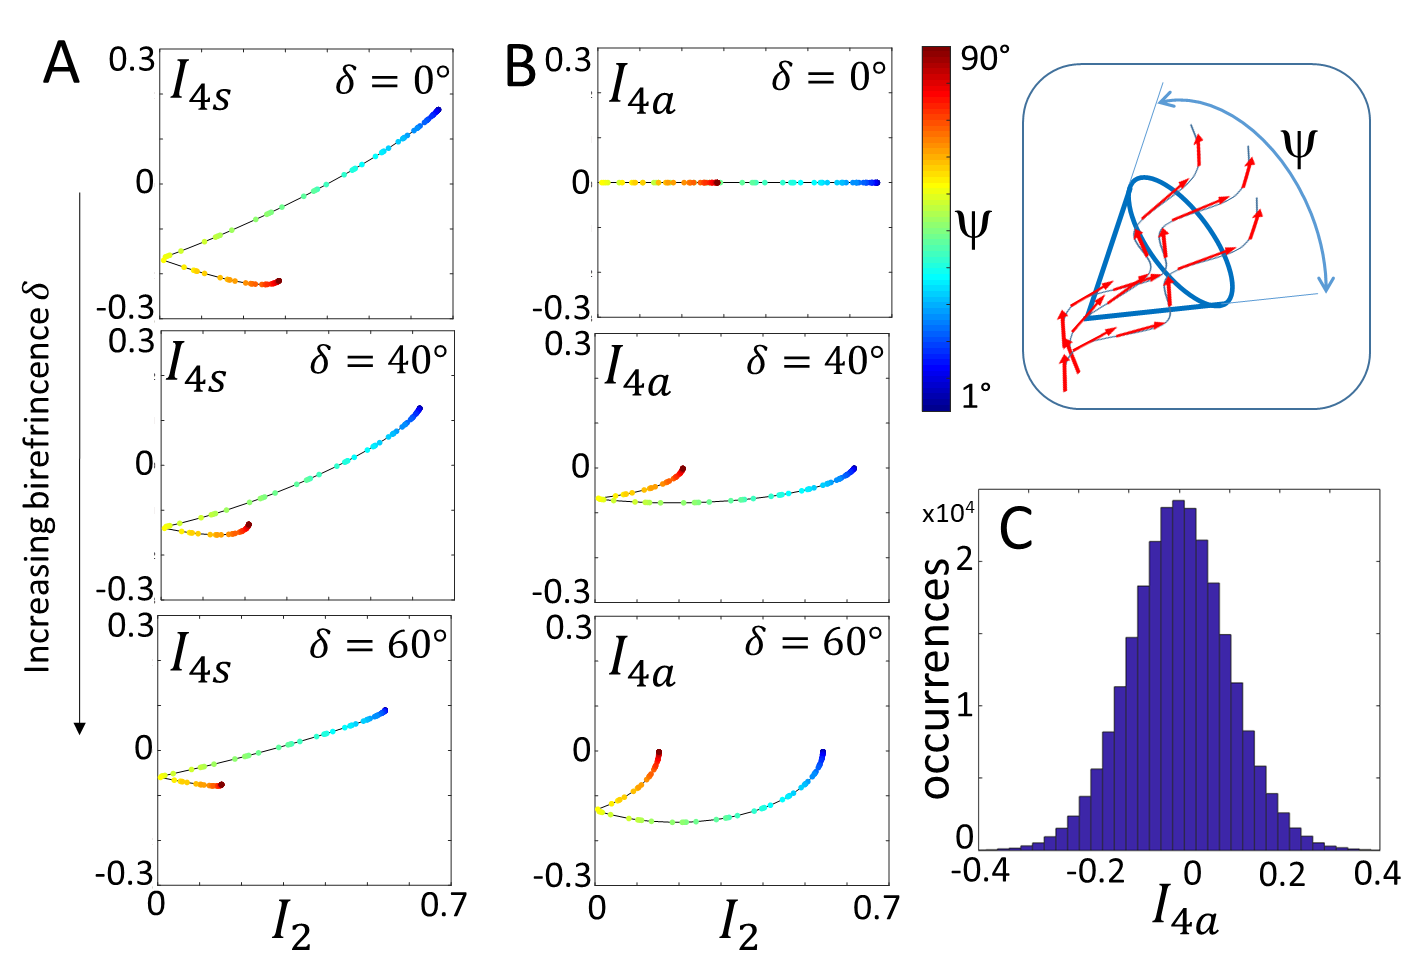 A
0.3
I4s
δ = 0°
0
-0.3
0.3
I4s
δ = 40°
0
-0.3
0.3
I4s
δ = 60°
0
-0.3
0
0.7
I2
Increasing birefrincence δ
B
0.3
I4a
δ = 0°
0
-0.3
0.3
I4a
δ = 40°
0
-0.3
0.3
I4a
δ = 60°
0
-0.3
0
0.7
I2
90°
ψ
1°
ψ
C
x10⁴
2
1
0
occurrences
-0.4
-0.2
0
0.2
0.4
I4a